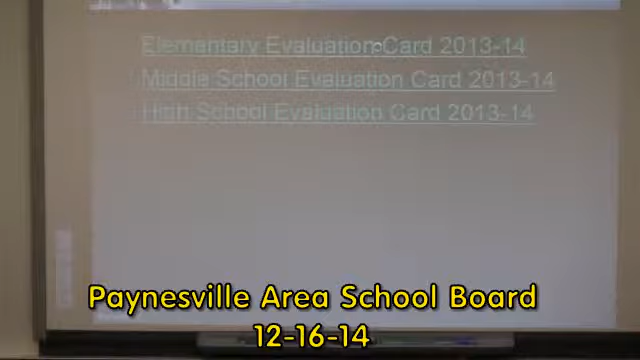 Elementary Evaluation Card 2013-14
Middle School Evaluation Card 2013-14
High School Evaluation Card 2013-14
Paynesville Area School Board
12-16-14